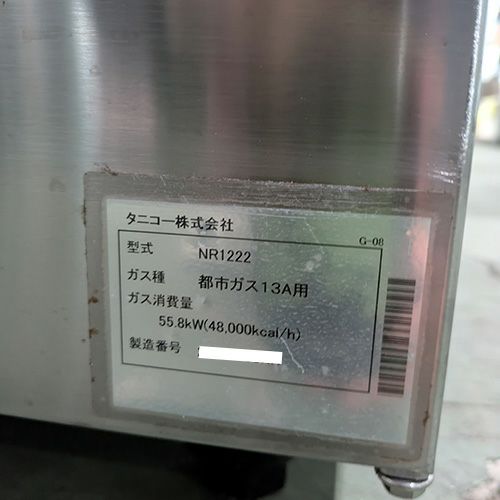 タニコー株式会社
G-08
型式 NR1222
ガス種 都市ガス13A用
ガス消費量
55.8kW(48,000kcal/h)
製造番号